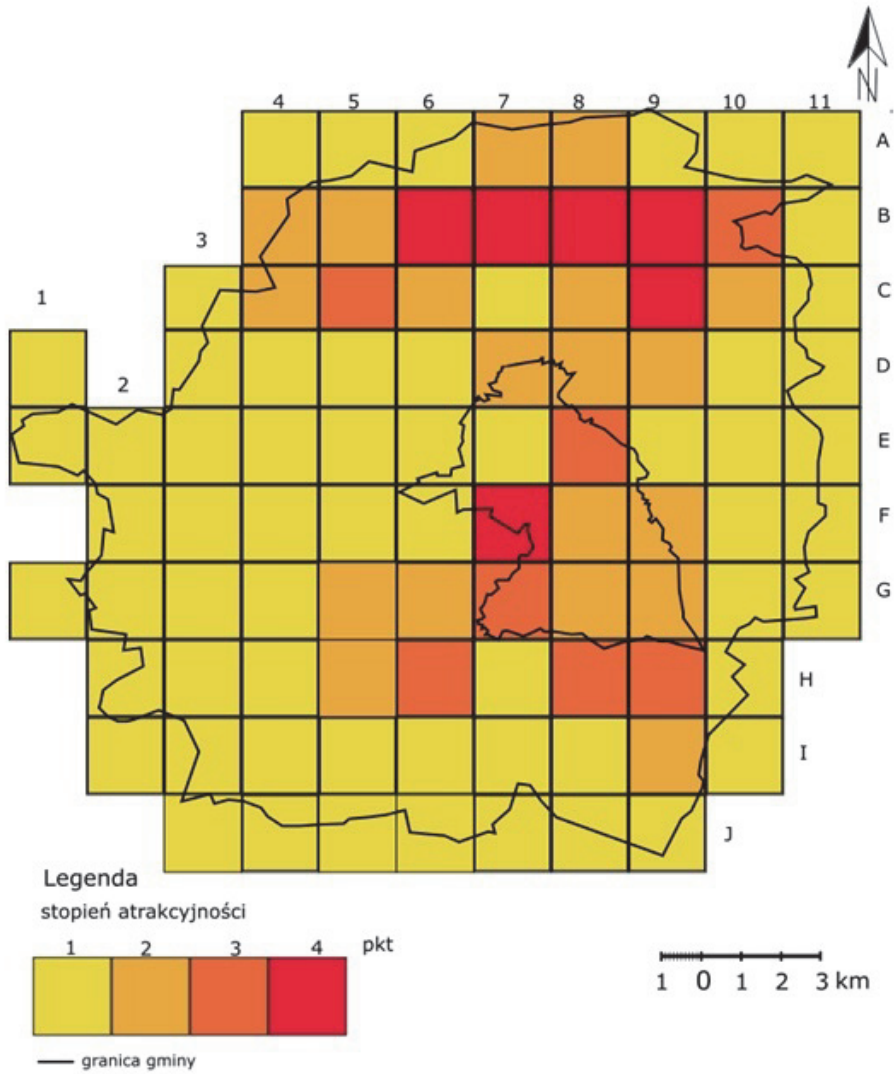 N
4 5 6 7 8 9 10 11
A
B
3
C
1
D
2
E
F
G
H
I
J
Legenda
stopień atrakcyjności
1 2 3 4 pkt
1 0 1 2 3 km
granica gminy